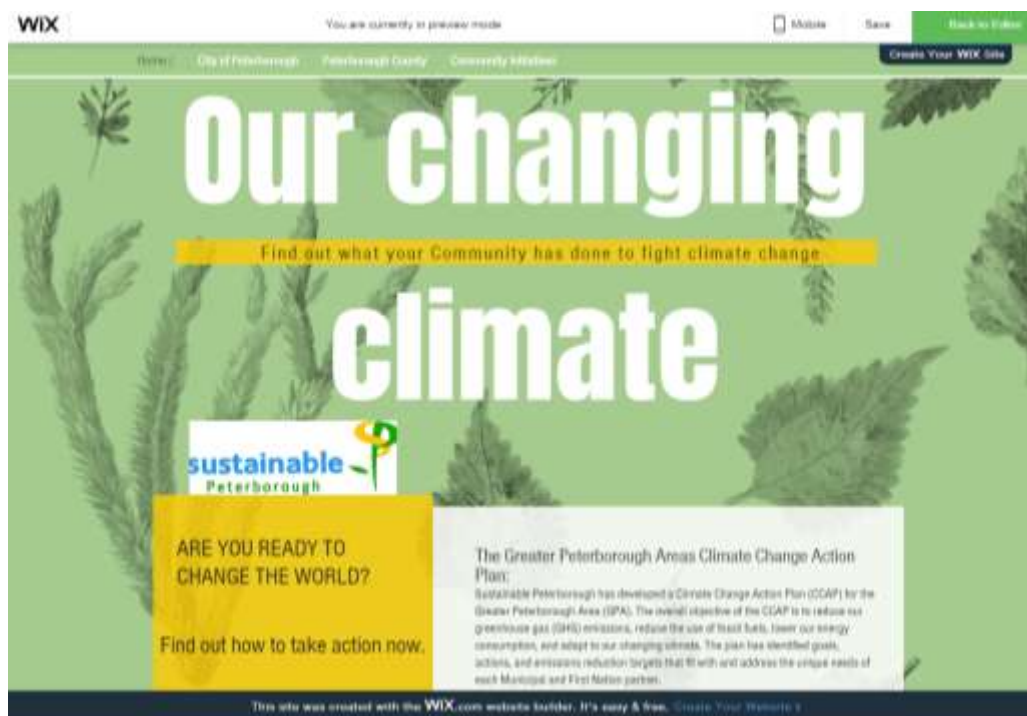 WIX
You are currently in preview mode
Mobile
Save
Back to Editor
Home
City of Peterborough
Peterborough County
Community Initiatives
Create Your WIX Site
Our changing
Find out what your Community has done to fight climate change
climate
sustainable
Peterborough
ARE YOU READY TO
CHANGE THE WORLD?
Find out how to take action now.
The Greater Peterborough Areas Climate Change Action
Plan:
Sustainable Peterborough has developed a Climate Change Action Plan (CCAP) for the
Greater Peterborough Area (GPA). The overall objective of the CCAP is to reduce our
greenhouse gas (GHG) emissions, reduce the use of fossil fuels, lower our energy
consumption, and adapt to our changing climate. The plan has identified goals,
actions, and emissions reduction targets that fit with and address the unique needs of
each Municipal and First Nation partner.
This site was created with the WIX.com website builder. It's easy & free. Create Your Website >